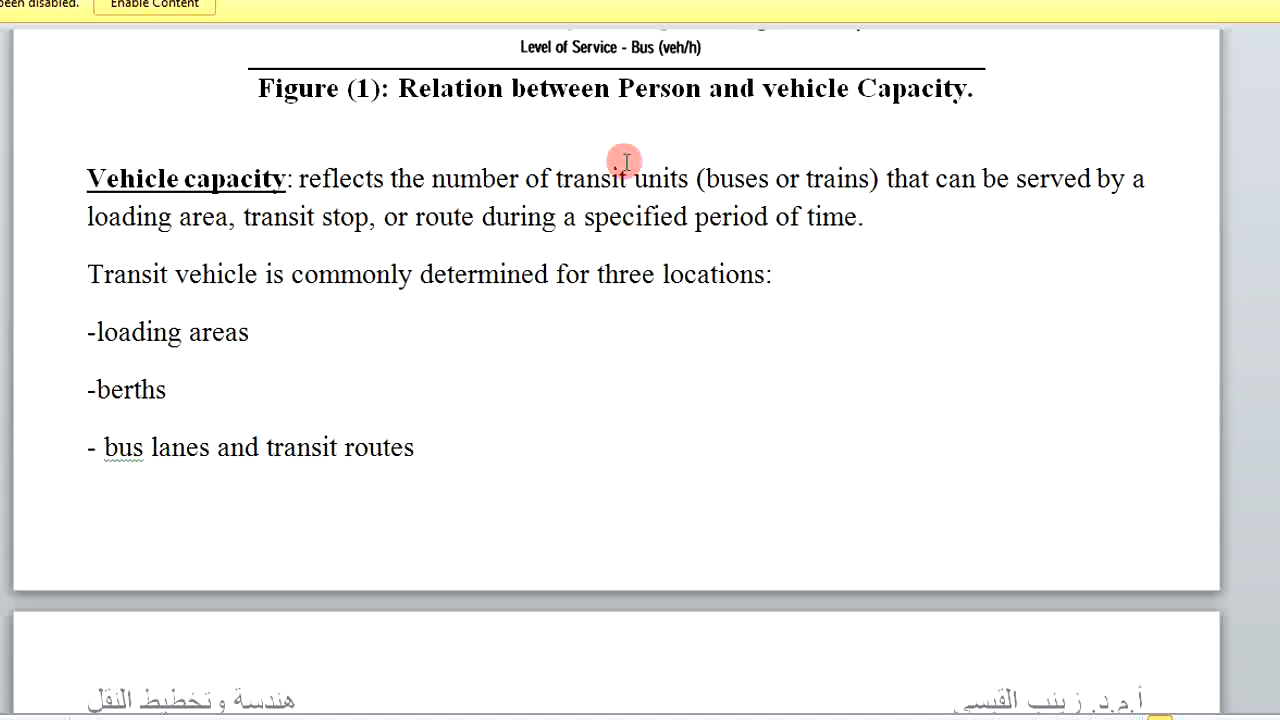 been disabled. Enable Content
Level of Service - Bus (veh/h)
Figure (1): Relation between Person and vehicle Capacity.
Vehicle capacity: reflects the number of transit units (buses or trains) that can be served by a
loading area, transit stop, or route during a specified period of time.
Transit vehicle is commonly determined for three locations:
-loading areas
-berths
- bus lanes and transit routes
أ.م.د. زينب القيسي هندسة وتخطيط النقل